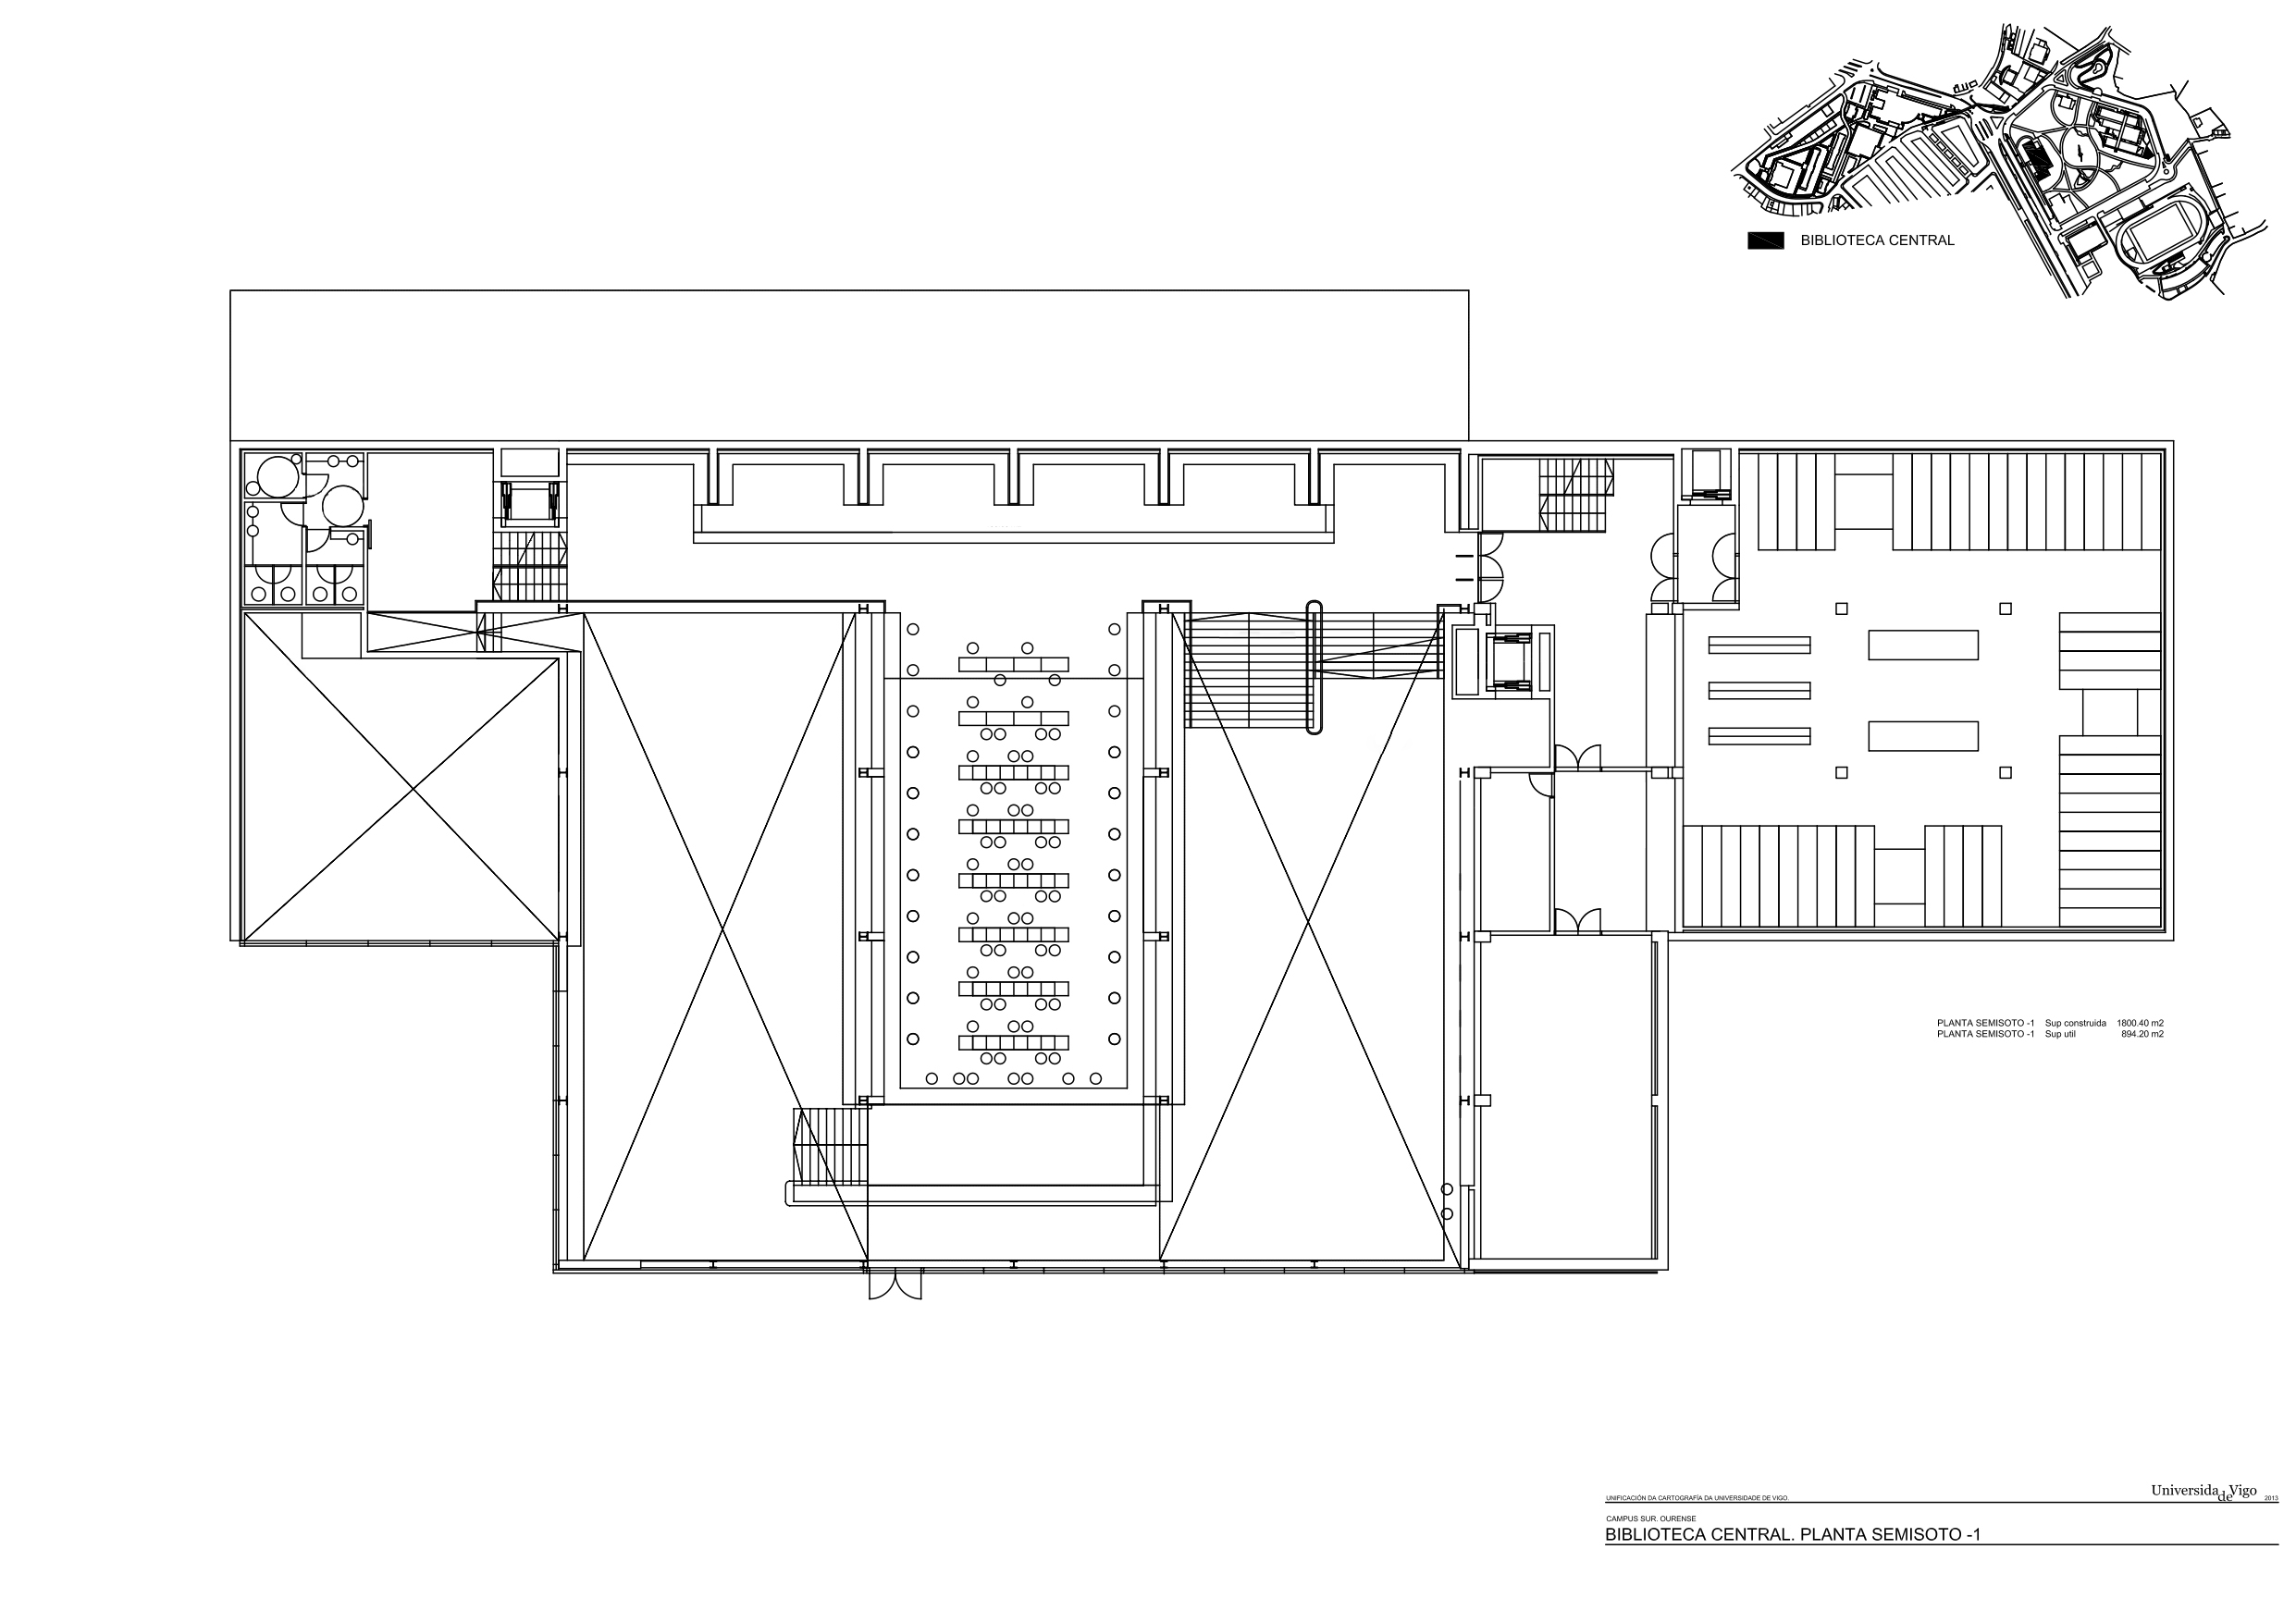 BIBLIOTECA CENTRAL
PLANTA SEMISOTO -1 Sup construida 1800.40 m2
PLANTA SEMISOTO -1 Sup util 894.20 m2
UNIFICACIÓN DA CARTOGRAFÍA DA UNIVERSIDADE DE VIGO.
UniversidadeVigo 2013
CAMPUS SUR. OURENSE
BIBLIOTECA CENTRAL. PLANTA SEMISOTO -1